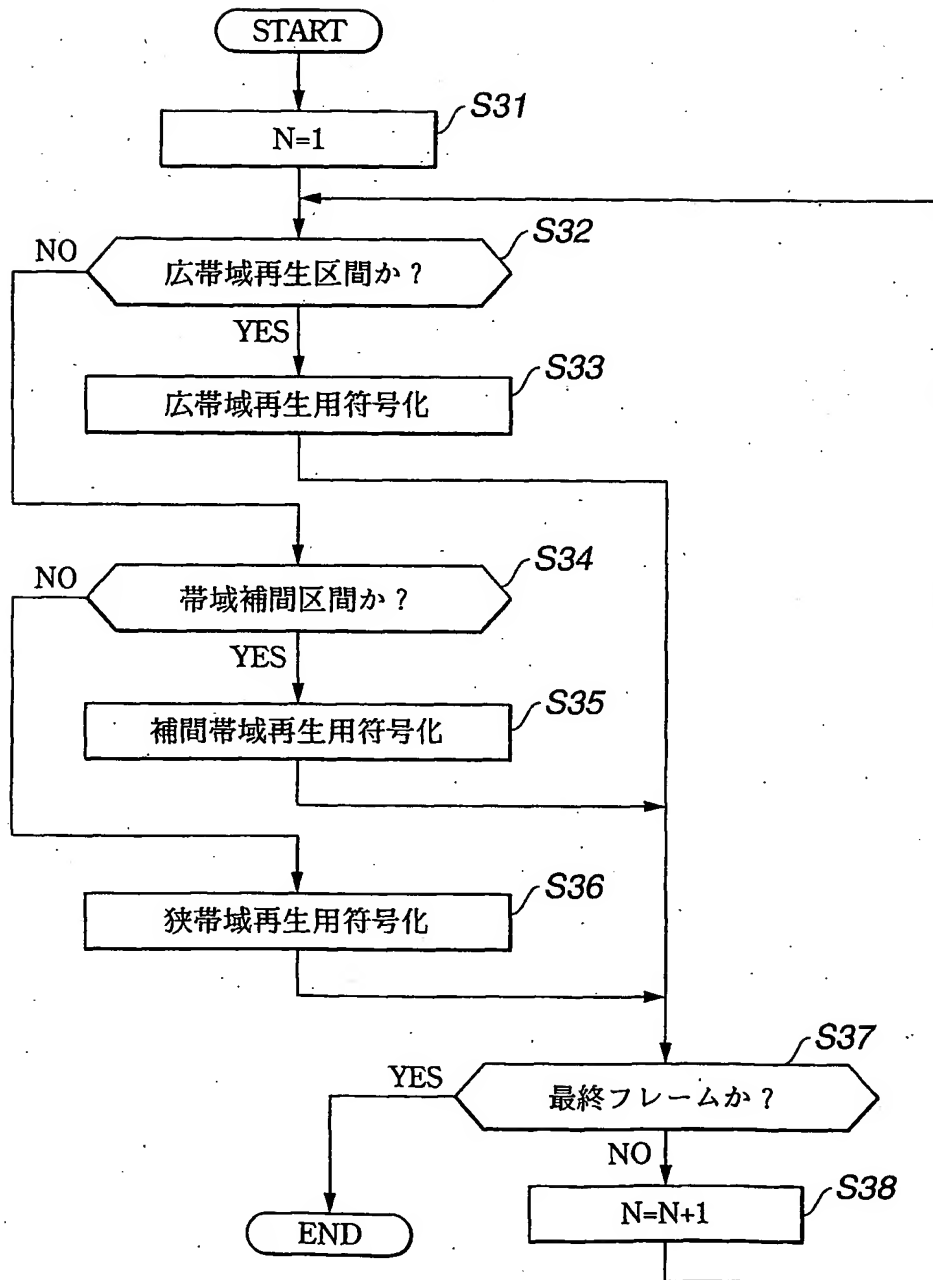 START
S31
N=1
S32
NO
広帯域再生区間か？
YES
S33
広帯域再生用符号化
S34
NO
帯域補間区間か？
YES
S35
補間帯域再生用符号化
S36
狭帯域再生用符号化
S37
YES
最終フレームか？
NO
S38
N=N+1
END